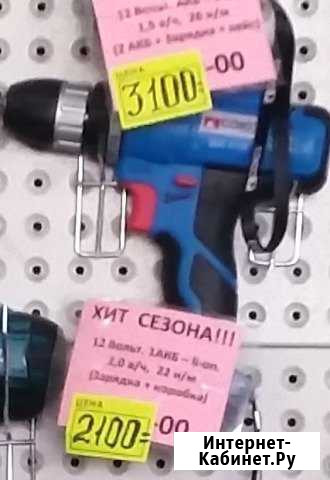 12 Вольт.
1,5 а/ч, 28 н/м
(2 АКБ + Зарядка + кейс)
ЦЕНА
3100=
-00
ХИТ СЕЗОНА!!!
12 Вольт. 1АКБ – li-on.
2,0 а/ч, 22 н/м
(Зарядка + коробка)
ЦЕНА
2100=
-00
Интернет-
Кабинет.Ру